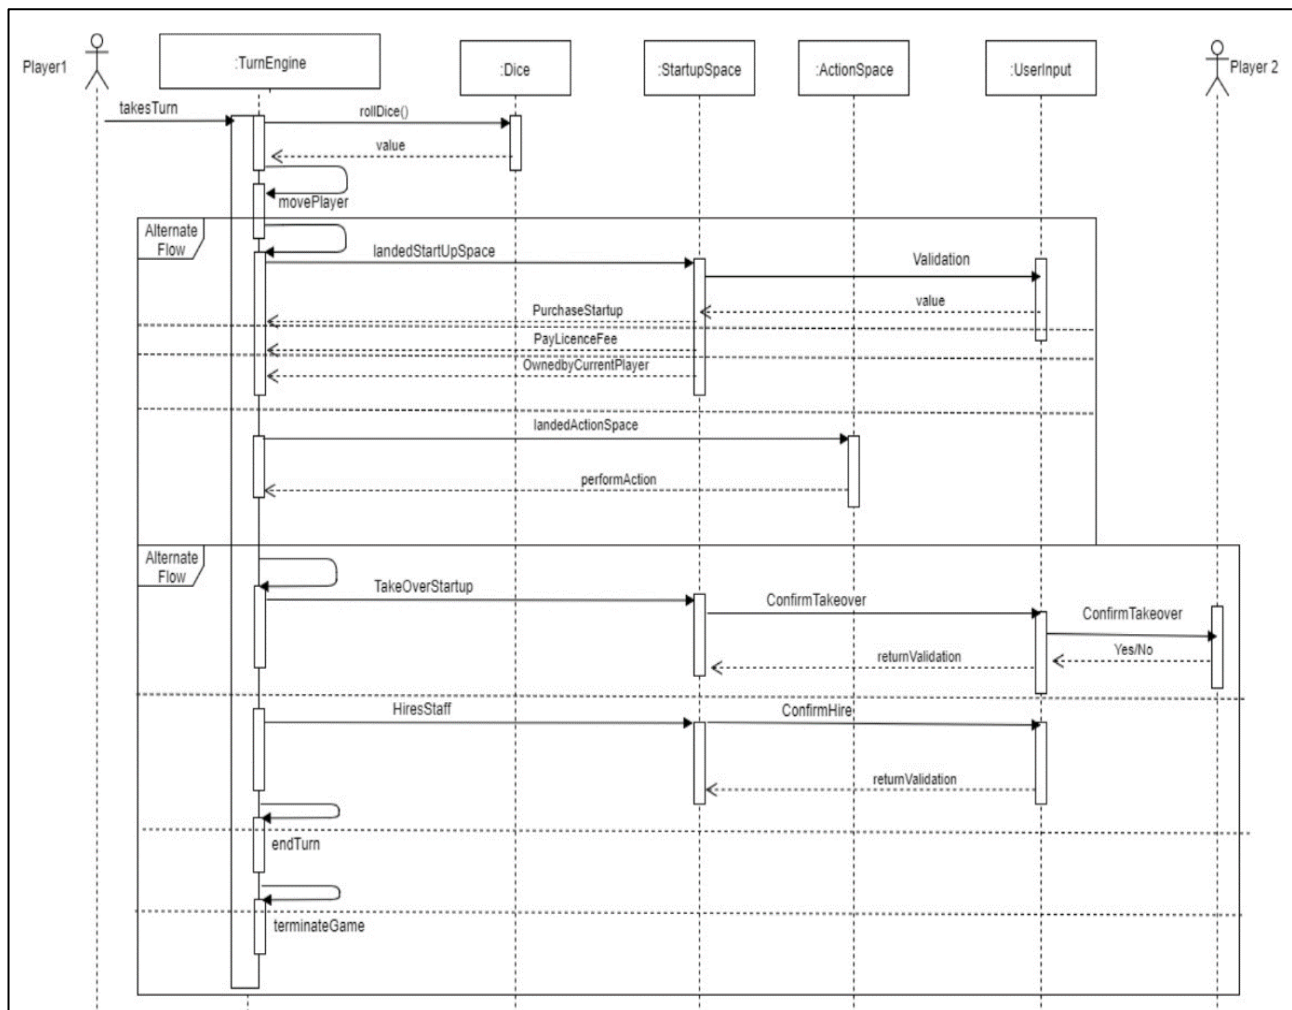 Player1
:TurnEngine
:Dice
:StartupSpace
:ActionSpace
:UserInput
Player 2
takesTurn
rollDice()
value
movePlayer
Alternate
Flow
landedStartUpSpace
Validation
value
PurchaseStartup
PayLicenceFee
OwnedbyCurrentPlayer
landedActionSpace
performAction
Alternate
Flow
TakeOverStartup
ConfirmTakeover
ConfirmTakeover
Yes/No
returnValidation
HiresStaff
ConfirmHire
returnValidation
endTurn
terminateGame